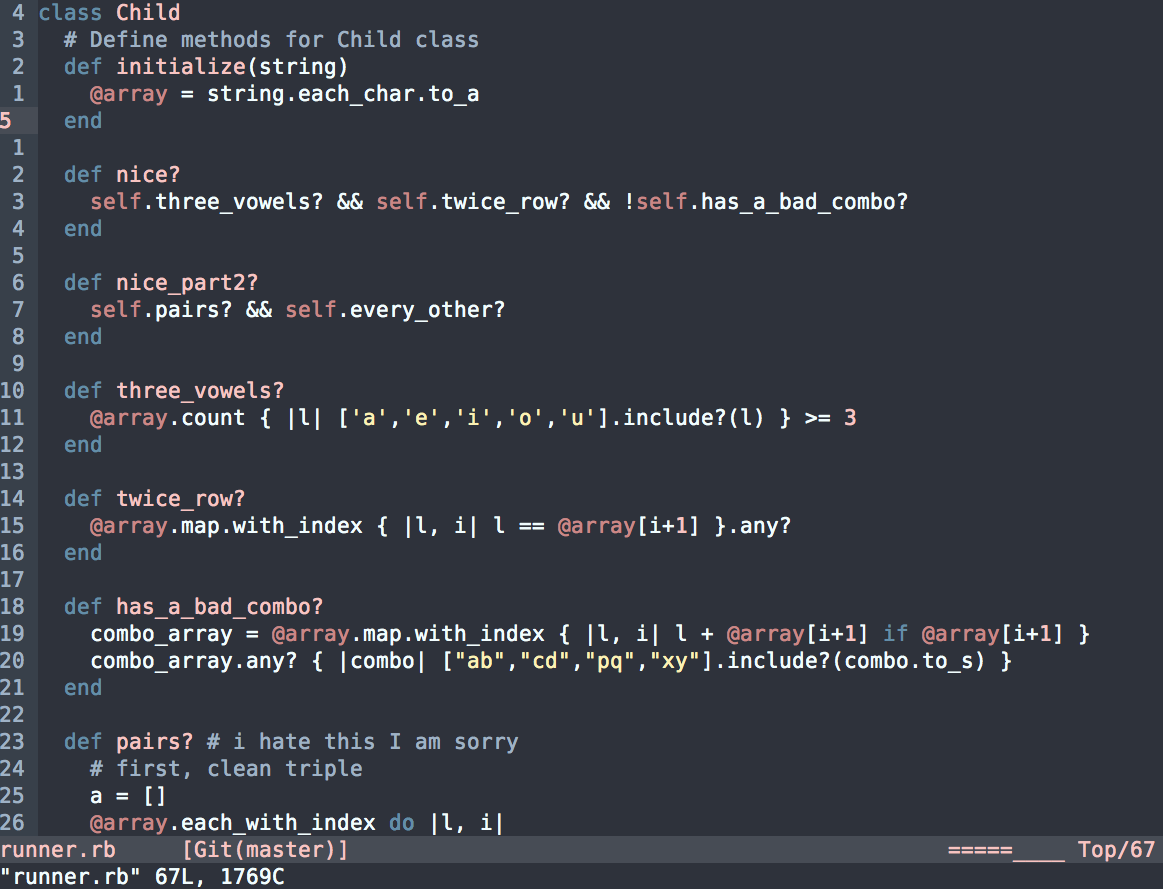 4 class Child
3   # Define methods for Child class
2   def initialize(string)
1     @array = string.each_char.to_a
5   end
1
2   def nice?
3     self.three_vowels? && self.twice_row? && !self.has_a_bad_combo?
4   end
5
6   def nice_part2?
7     self.pairs? && self.every_other?
8   end
9
10   def three_vowels?
11     @array.count { |l| ['a','e','i','o','u'].include?(l) } >= 3
12   end
13
14   def twice_row?
15     @array.map.with_index { |l, i| l == @array[i+1] }.any?
16   end
17
18   def has_a_bad_combo?
19     combo_array = @array.map.with_index { |l, i| l + @array[i+1] if @array[i+1] }
20     combo_array.any? { |combo| ["ab","cd","pq","xy"].include?(combo.to_s) }
21   end
22
23   def pairs? # i hate this I am sorry
24     # first, clean triple
25     a = []
26     @array.each_with_index do |l, i|
runner.rb     [Git(master)]     =====____ Top/67
"runner.rb" 67L, 1769C